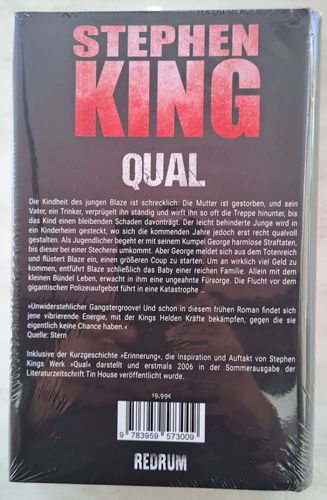 STEPHEN
KING
QUAL
Die Kindheit des jungen Blaze ist schrecklich: Die Mutter ist gestorben, und sein
Vater, ein Trinker, verprügelt ihn ständig und wirft ihn so oft die Treppe hinunter, bis
das Kind einen bleibenden Schaden davonträgt. Der leicht behinderte Junge wird in
ein Kinderheim gesteckt, wo sich die kommenden Jahre jedoch erst recht qualvoll
gestalten. Als Jugendlicher begeht er mit seinem Kumpel George harmlose Straftaten,
bis dieser bei einer Stecherei umkommt. Aber George meldet sich aus dem Totenreich
und flüstert Blaze ein, einen größeren Coup zu starten. Um an wirklich viel Geld zu
kommen, entführt Blaze schließlich das Baby einer reichen Familie. Allein mit dem
kleinen Bündel Leben, erwacht in ihm eine ungeahnte Fürsorge. Die Flucht vor dem
gigantischen Polizeiaufgebot führt in eine Katastrophe ...
»Unwiderstehlicher Gangstergroove! Und schon in diesem frühen Roman findet sich
jene vibrierende Energie, mit der Kings Helden Kräfte bekämpfen, gegen die sie
eigentlich keine Chance haben.«
Quelle: Stern
Inklusive der Kurzgeschichte »Erinnerung«, die Inspiration und Auftakt von Stephen
Kings Werk »Qual« darstellt und erstmals 2006 in der Sommerausgabe der
Literaturzeitschrift Tin House veröffentlicht wurde.
19,99€
9 783959 573009
REDRUM